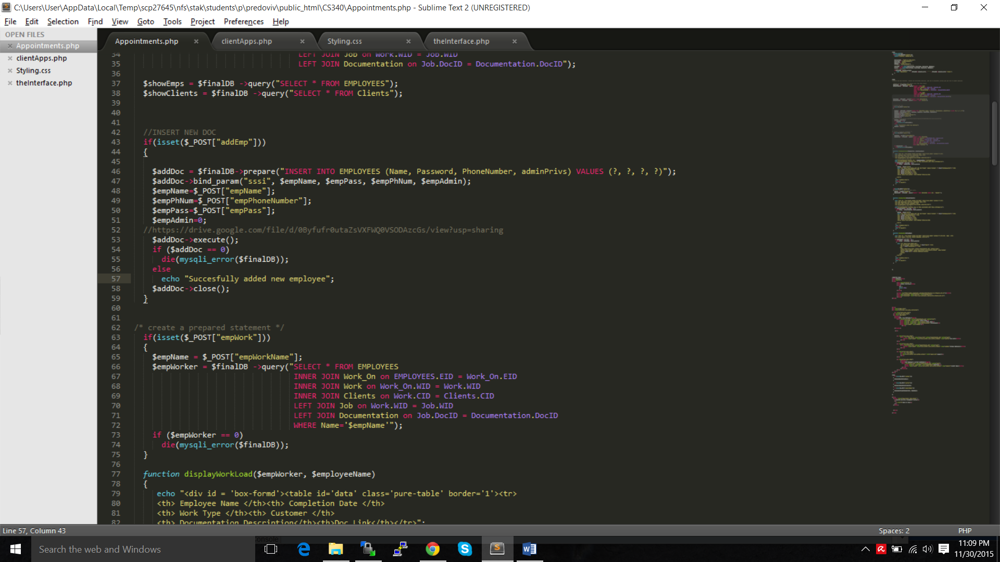 C:\Users\User\AppData\Local\Temp\scp27645\nfs\stak\students\p\predoviv\public_html\CS340\Appointments.php - Sublime Text 2 (UNREGISTERED)
File Edit Selection Find View Goto Tools Project Preferences Help
OPEN FILES
Appointments.php
clientApps.php
Styling.css
theInterface.php
Appointments.php clientApps.php Styling.css theInterface.php
34 LEFT JOIN Job on Work.WID = Job.WID
35 LEFT JOIN Documentation on Job.DocID = Documentation.DocID");
36
37 $showEmps = $finalDB ->query("SELECT * FROM EMPLOYEES");
38 $showClients = $finalDB ->query("SELECT * FROM Clients");
39
40
41
42 //INSERT NEW DOC
43 if(isset($_POST["addEmp"]))
44 {
45
46 $addDoc = $finalDB->prepare("INSERT INTO EMPLOYEES (Name, Password, PhoneNumber, adminPrivs) VALUES (?, ?, ?, ?)");
47 $addDoc->bind_param("sssi", $empName, $empPass, $empPhNum, $empAdmin);
48 $empName=$_POST["empName"];
49 $empPhNum=$_POST["empPhoneNumber"];
50 $empPass=$_POST["empPass"];
51 $empAdmin=0;
52 //https://drive.google.com/file/d/0Byfufr0utaZsVXFWQ0VSODAzcGs/view?usp=sharing
53 $addDoc->execute();
54 if ($addDoc == 0)
55 die(mysqli_error($finalDB));
56 else
57 echo "Succesfully added new employee";
58 $addDoc->close();
59 }
60
61
62 /* create a prepared statement */
63 if(isset($_POST["empWork"]))
64 {
65 $empName = $_POST["empWorkName"];
66 $empWorker = $finalDB ->query("SELECT * FROM EMPLOYEES
67 INNER JOIN Work_On on EMPLOYEES.EID = Work_On.EID
68 INNER JOIN Work on Work_On.WID = Work.WID
69 INNER JOIN Clients on Work.CID = Clients.CID
70 LEFT JOIN Job on Work.WID = Job.WID
71 LEFT JOIN Documentation on Job.DocID = Documentation.DocID
72 WHERE Name='$empName'");
73 if ($empWorker == 0)
74 die(mysqli_error($finalDB));
75 }
76
77 function displayWorkLoad($empWorker, $employeeName)
78 {
79 echo "<div id = 'box-formd'><table id='data' class='pure-table' border='1'><tr>
80 <th> Employee Name </th><th> Completion Date </th>
81 <th> Work Type </th><th> Customer </th>
82 <th> Documentation Description</th><th>Doc Link</th></tr>";
Line 57, Column 43 Spaces: 2 PHP
Search the web and Windows
11:09 PM
11/30/2015